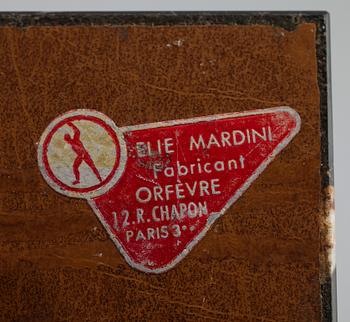 ELIE MARDINI
Fabricant
ORFÈVRE
12.R.CHAPON
PARIS 3ᵉ